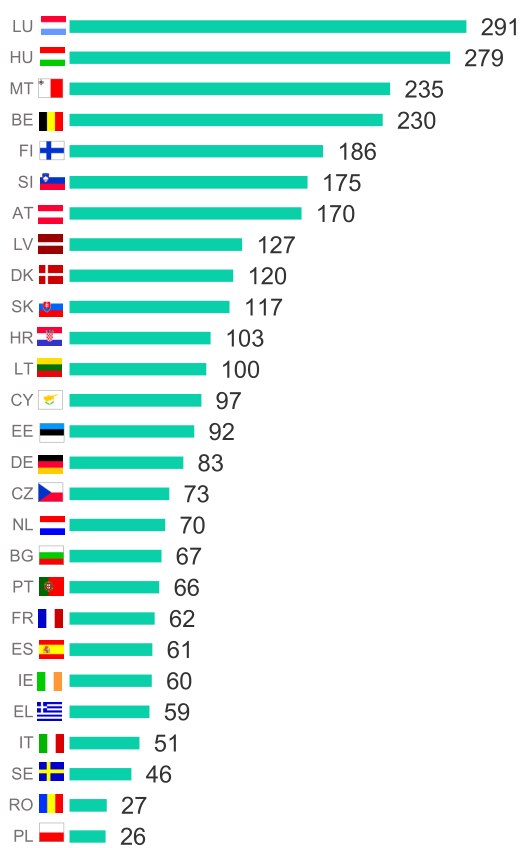 LU 291
HU 279
MT 235
BE 230
FI 186
SI 175
AT 170
LV 127
DK 120
SK 117
HR 103
LT 100
CY 97
EE 92
DE 83
CZ 73
NL 70
BG 67
PT 66
FR 62
ES 61
IE 60
EL 59
IT 51
SE 46
RO 27
PL 26